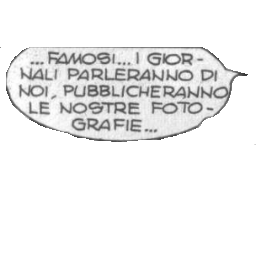 ...FAMOSI...I GIOR-
NALI PARLERANNO DI
NOI, PUBBLICHERANNO
LE NOSTRE FOTO-
GRAFIE...